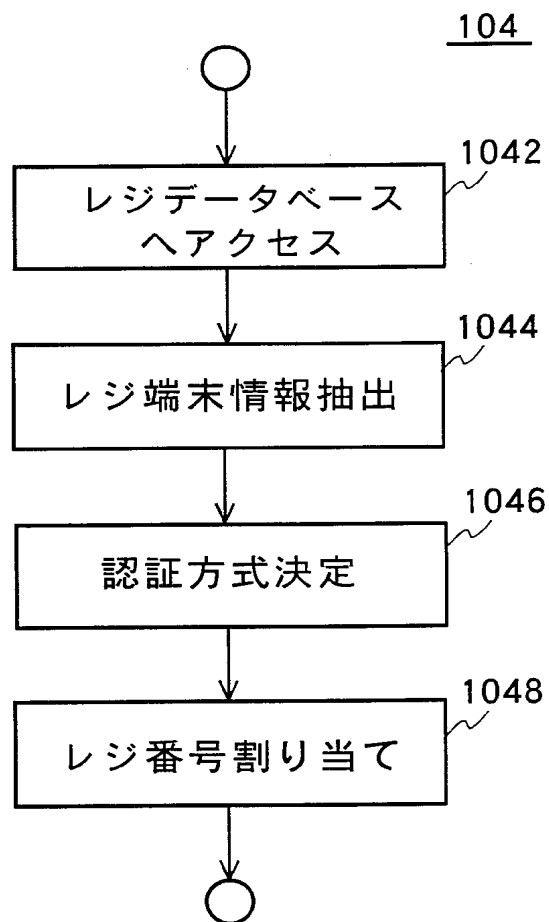 104
1042
レジデータベース
へアクセス
1044
レジ端末情報抽出
1046
認証方式決定
1048
レジ番号割り当て